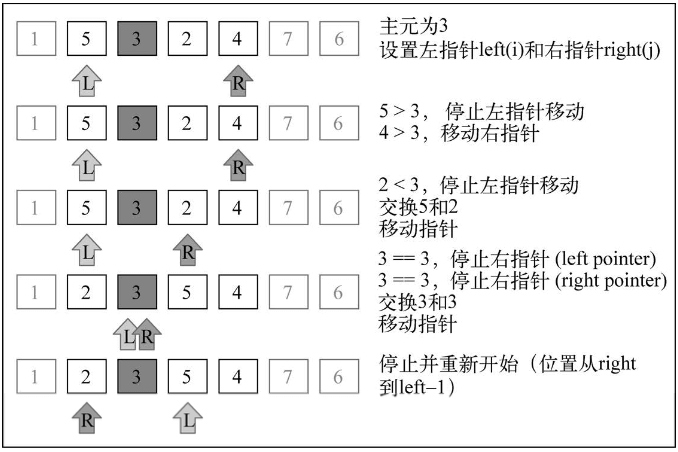 1 5 3 2 4 7 6
主元为3
设置左指针left(i)和右指针right(j)
L R
1 5 3 2 4 7 6
5 > 3， 停止左指针移动
4 > 3，移动右指针
L R
1 5 3 2 4 7 6
2 < 3，停止左指针移动
交换5和2
移动指针
L R
1 2 3 5 4 7 6
3 == 3，停止右指针 (left pointer)
3 == 3，停止右指针 (right pointer)
交换3和3
移动指针
L R
1 2 3 5 4 7 6
停止并重新开始（位置从right
到left–1）
R L